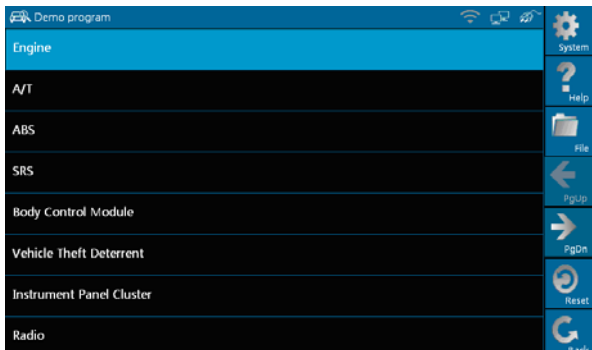 Demo program
Engine
A/T
ABS
SRS
Body Control Module
Vehicle Theft Deterrent
Instrument Panel Cluster
Radio
System
Help
File
PgUp
PgDn
Reset